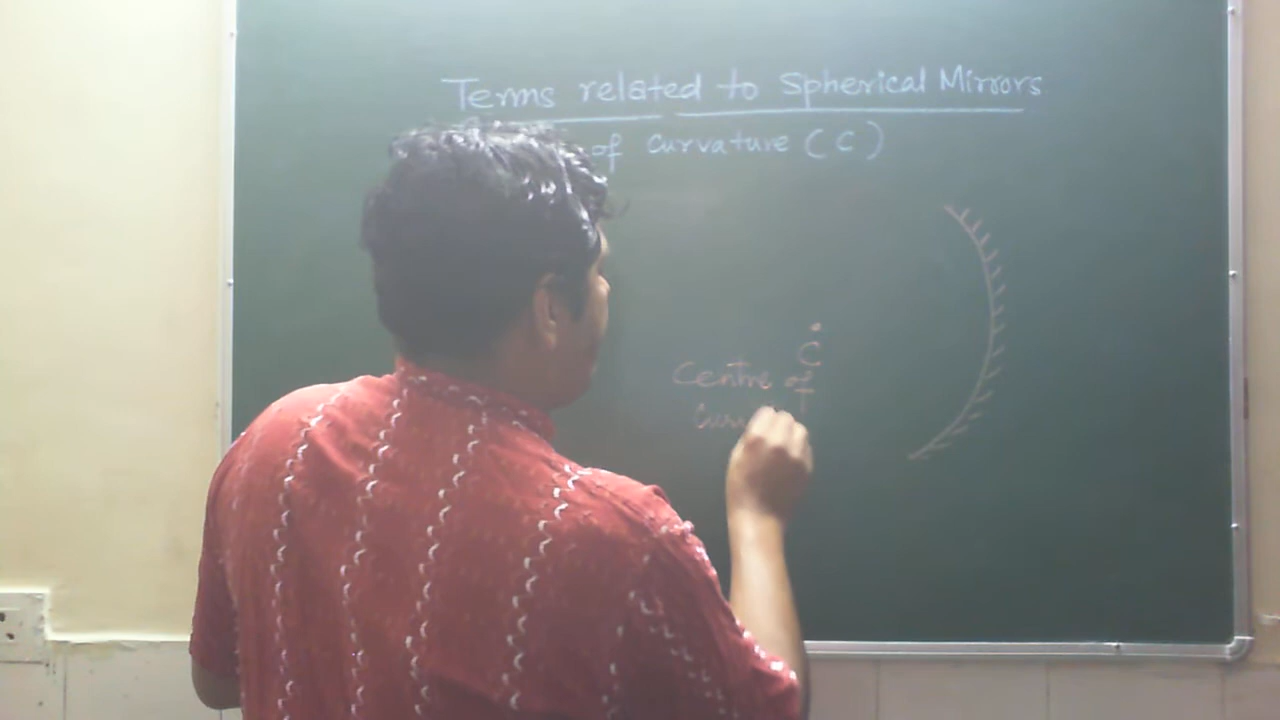 Terms related to Spherical Mirrors
of Curvature (C)
C
Centre of